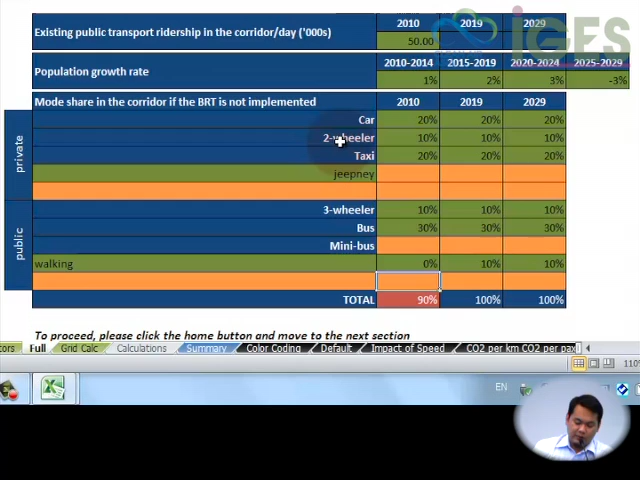 IGES
2010 2019 2029
Existing public transport ridership in the corridor/day ('000s) 50.00
2010-2014 2015-2019 2020-2024 2025-2029
Population growth rate 1% 2% 3% -3%
Mode share in the corridor if the BRT is not implemented 2010 2019 2029
private
Car 20% 20% 20%
2-wheeler 10% 10% 10%
Taxi 20% 20% 20%
jeepney
public
3-wheeler 10% 10% 10%
Bus 30% 30% 30%
Mini-bus
walking 0% 10% 10%
TOTAL 90% 100% 100%
To proceed, please click the home button and move to the next section
tors Full Grid Calc Calculations Summary Color Coding Default Impact of Speed CO2 per km CO2 per pax
110%
EN